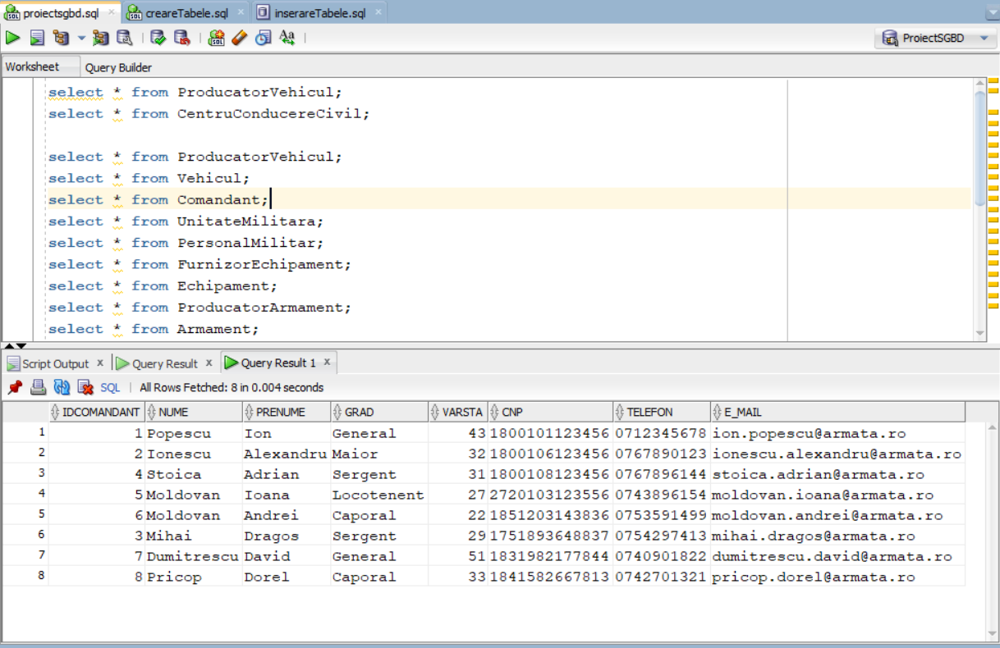 proiectsgbd.sql × creareTabele.sql × inserareTabele.sql ×
SQL Aa ProiectSGBD
Worksheet Query Builder
select * from ProducatorVehicul;
select * from CentruConducereCivil;
select * from ProducatorVehicul;
select * from Vehicul;
select * from Comandant;
select * from UnitateMilitara;
select * from PersonalMilitar;
select * from FurnizorEchipament;
select * from Echipament;
select * from ProducatorArmament;
select * from Armament;
Script Output × Query Result × Query Result 1 ×
SQL | All Rows Fetched: 8 in 0.004 seconds
IDCOMANDANT NUME PRENUME GRAD VARSTA CNP TELEFON E_MAIL
1 1 Popescu Ion General 43 1800101123456 0712345678 ion.popescu@armata.ro
2 2 Ionescu Alexandru Maior 32 1800106123456 0767890123 ionescu.alexandru@armata.ro
3 4 Stoica Adrian Sergent 31 1800108123456 0767896144 stoica.adrian@armata.ro
4 5 Moldovan Ioana Locotenent 27 2720103123556 0743896154 moldovan.ioana@armata.ro
5 6 Moldovan Andrei Caporal 22 1851203143836 0753591499 moldovan.andrei@armata.ro
6 3 Mihai Dragos Sergent 29 1751893648837 0754297413 mihai.dragos@armata.ro
7 7 Dumitrescu David General 51 1831982177844 0740901822 dumitrescu.david@armata.ro
8 8 Pricop Dorel Caporal 33 1841582667813 0742701321 pricop.dorel@armata.ro